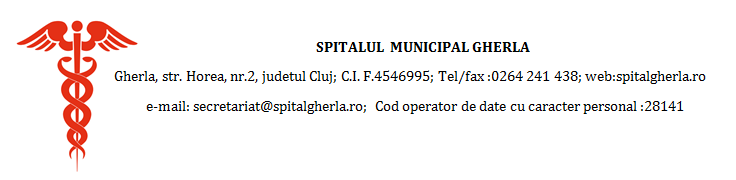 SPITALUL MUNICIPAL GHERLA
Gherla, str. Horea, nr.2, judetul Cluj; C.I. F.4546995; Tel/fax :0264 241 438; web:spitalgherla.ro
e-mail: secretariat@spitalgherla.ro; Cod operator de date cu caracter personal :28141